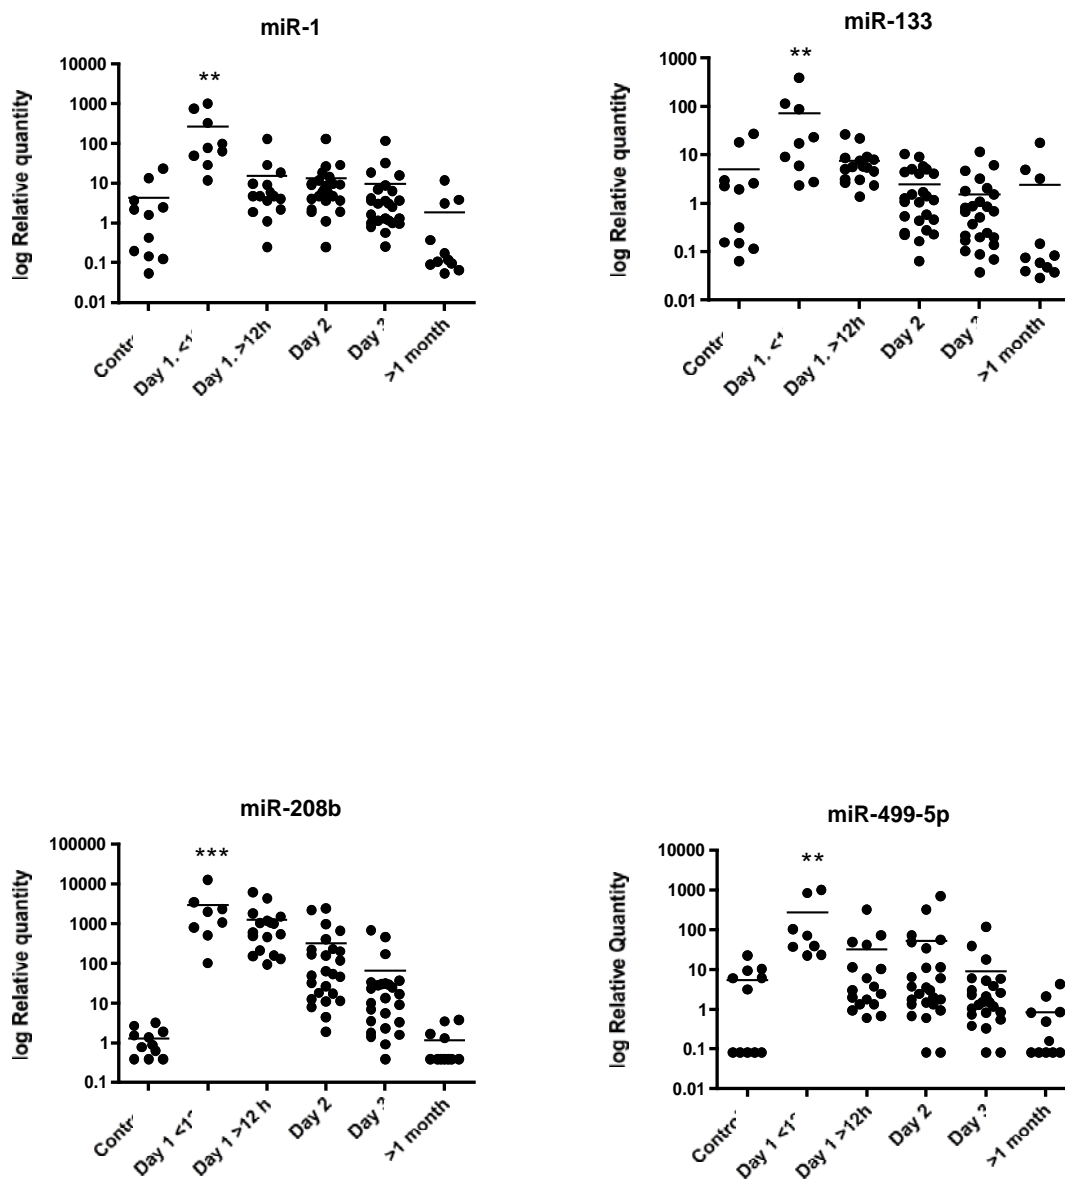 miR-1
**
log Relative quantity
10000
1000
100
10
1
0.1
0.01
Day 1, >12h
Day 2
Day
>1 month
miR-133
**
log Relative quantity
1000
100
10
1
0.1
0.01
Day 1, >12h
Day 2
Day
>1 month
miR-208b
***
log Relative quantity
100000
10000
1000
100
10
1
0.1
Day 1 >12 h
Day 2
Day
>1 month
miR-499-5p
**
log Relative Quantity
10000
1000
100
10
1
0.1
0.01
Day 1 >12h
Day 2
Day
>1 month